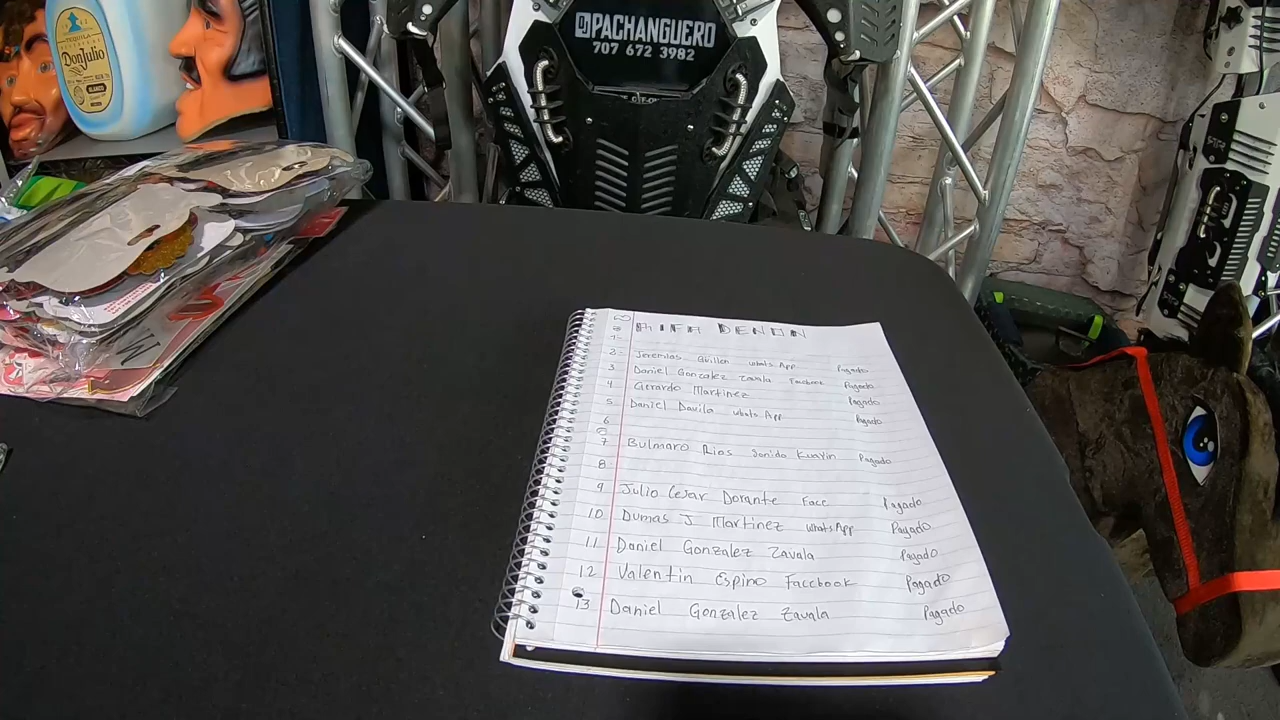 Don Julio
@PACHANGUERO
707 672 3982
RIFA DENON
1
2 Jeremias Guillen whatsApp Pagado
3 Daniel Gonzalez Zavala Facebook Pagado
4 Gerardo Martinez Pagado
5 Daniel Davila whatsApp Pagado
6
7 Bulmaro Rios Sonido Kuayin Pagado
8
9 Julio Cesar Dorante Face Pagado
10 Dumas J Martinez whatsApp Pagado
11 Daniel Gonzalez Zavala Pagado
12 Valentin Espino Facebook Pagado
13 Daniel Gonzalez Zavala Pagado